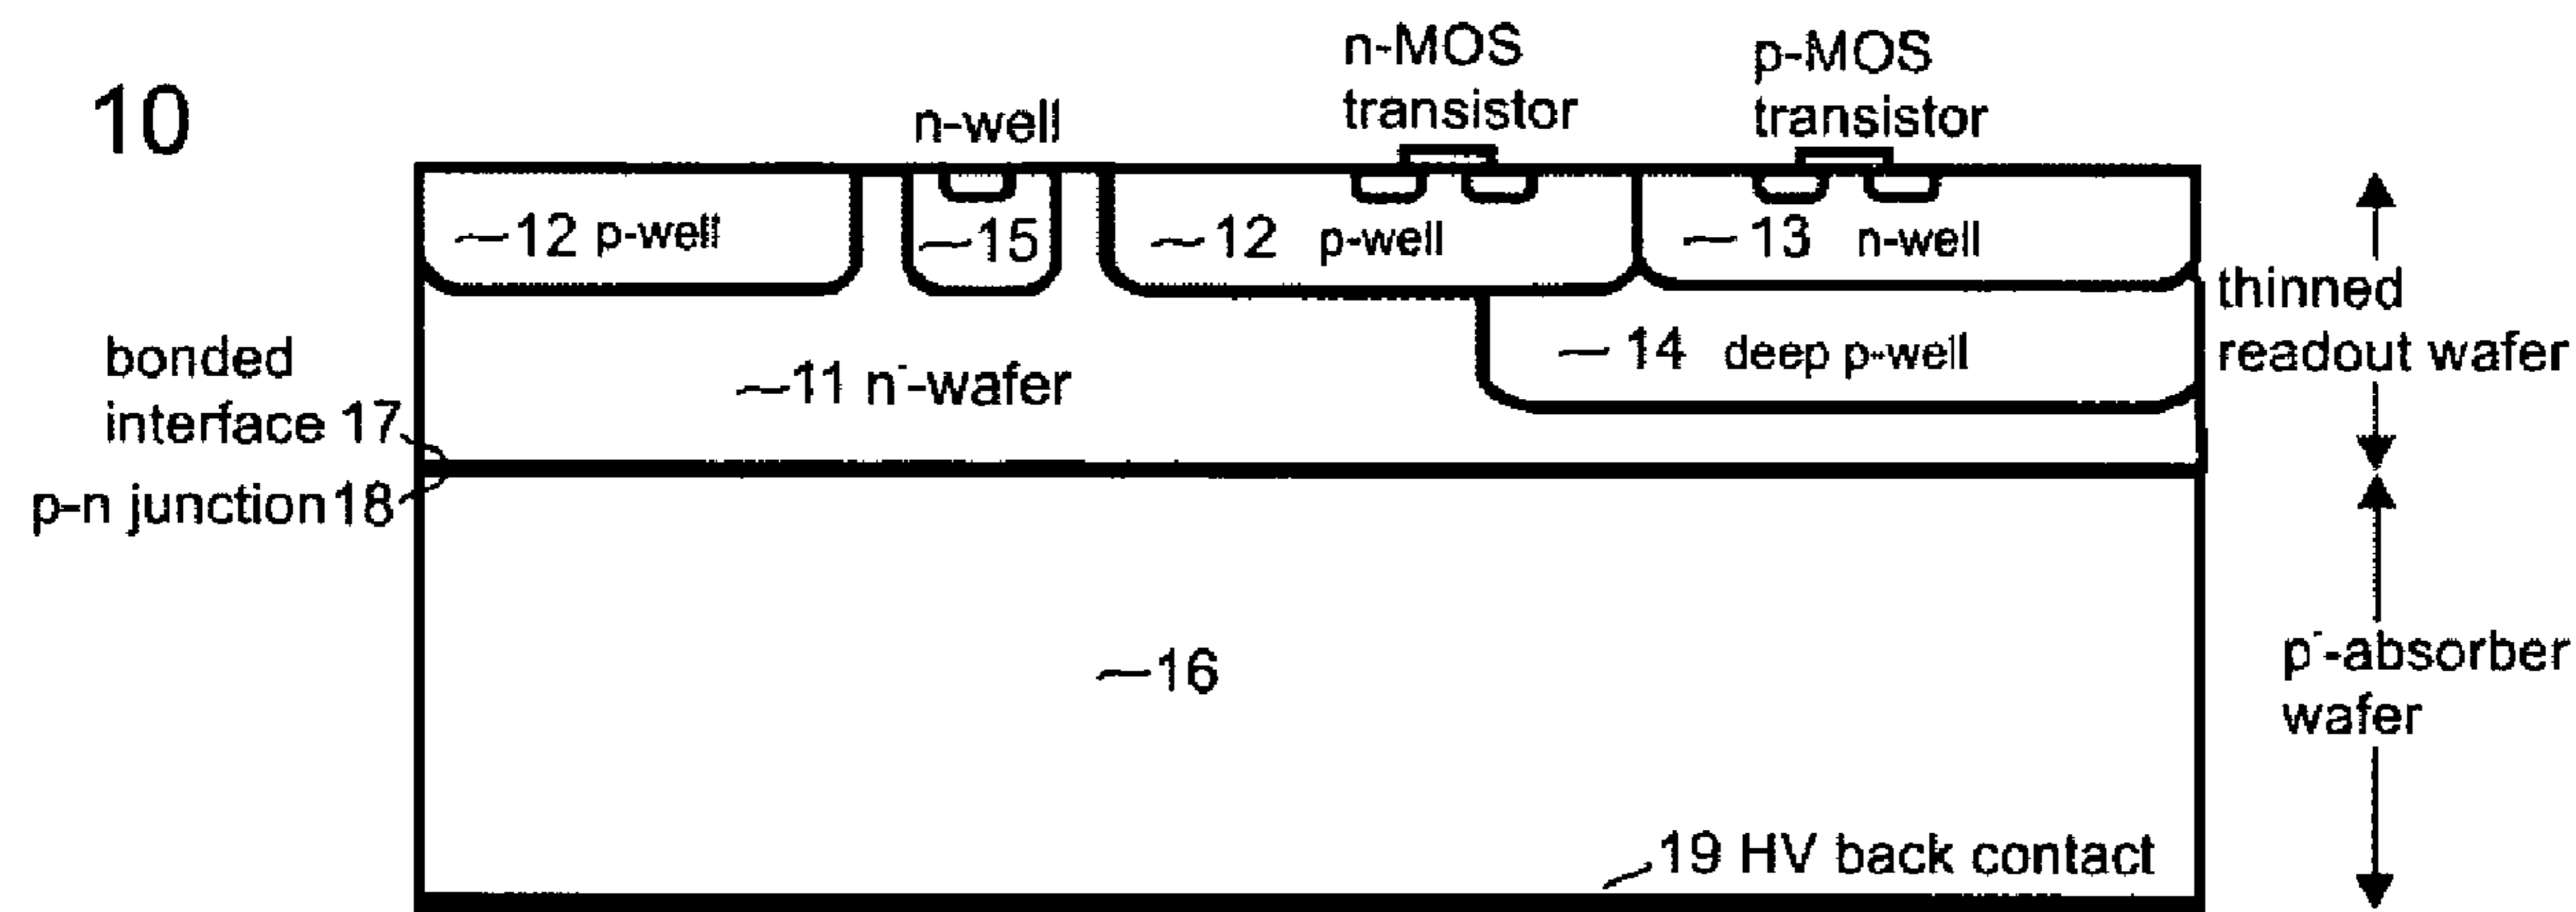 10
n-well
n-MOS
transistor
p-MOS
transistor
12 p-well
15
12 p-well
13 n-well
thinned
readout wafer
14 deep p-well
11 n⁻-wafer
bonded
interface 17
p-n junction 18
16
p⁻-absorber
wafer
19 HV back contact